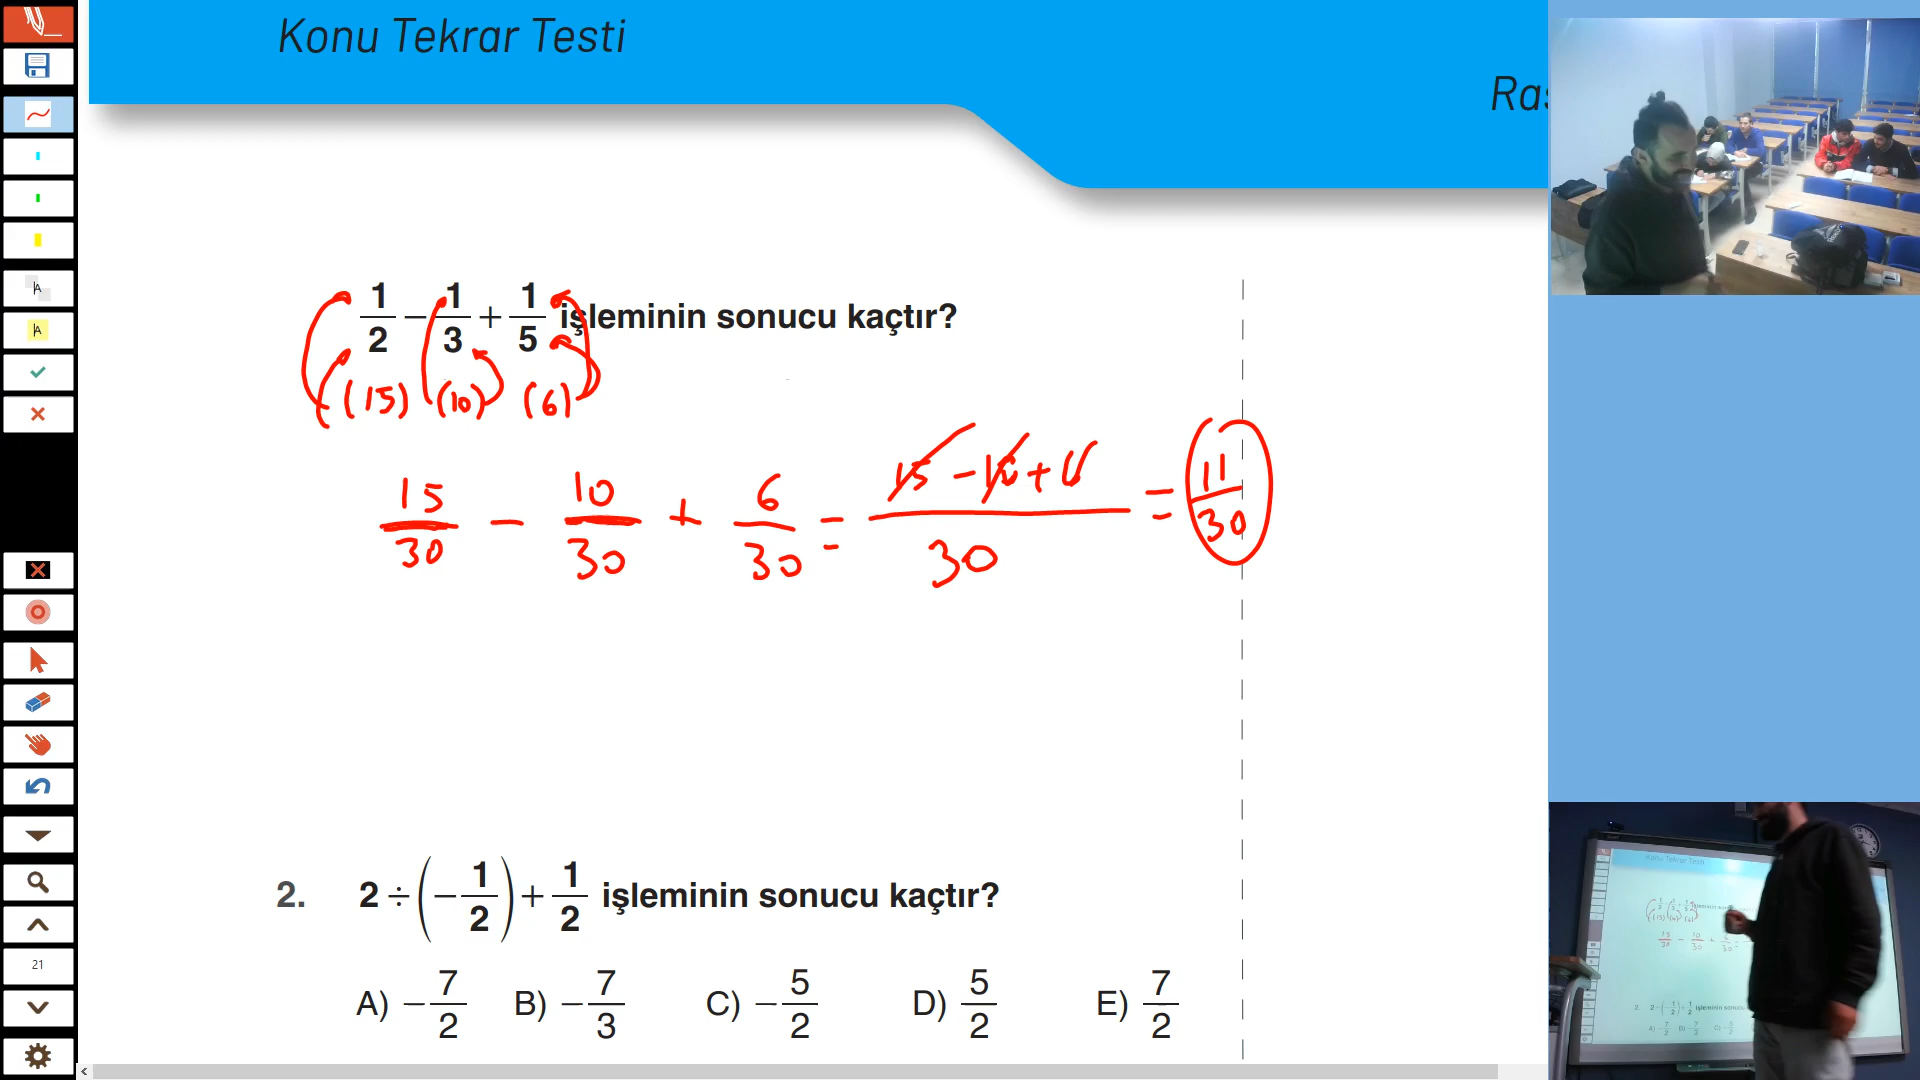 Konu Tekrar Testi
Ras
1/2 − 1/3 + 1/5 işleminin sonucu kaçtır?
(15) (10) (6)
15/30 − 10/30 + 6/30 = 15 − 10 + 6/30 = 11/30
2. 2 ÷ (−1/2) + 1/2 işleminin sonucu kaçtır?
A) −7/2 B) −7/3 C) −5/2 D) 5/2 E) 7/2
21